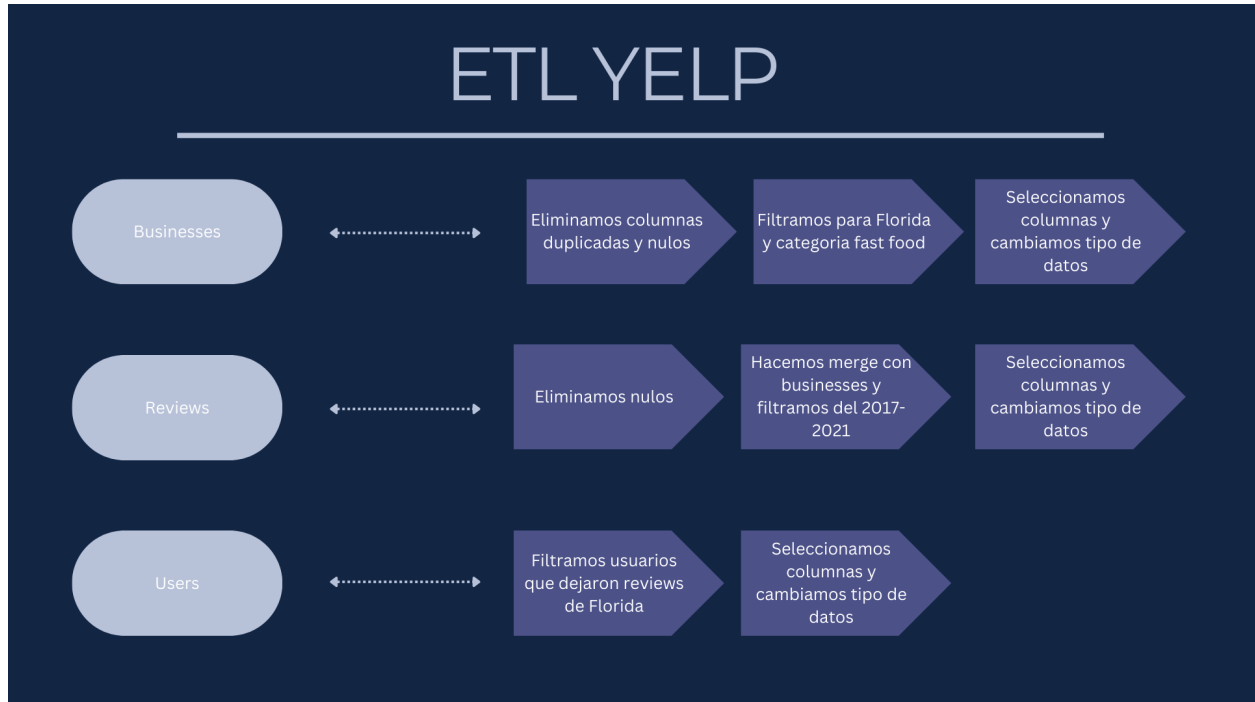 ETL YELP
Businesses
Eliminamos columnas
duplicadas y nulos
Filtramos para Florida
y categoria fast food
Seleccionamos
columnas y
cambiamos tipo de
datos
Reviews
Eliminamos nulos
Hacemos merge con
businesses y
filtramos del 2017-
2021
Seleccionamos
columnas y
cambiamos tipo de
datos
Users
Filtramos usuarios
que dejaron reviews
de Florida
Seleccionamos
columnas y
cambiamos tipo de
datos